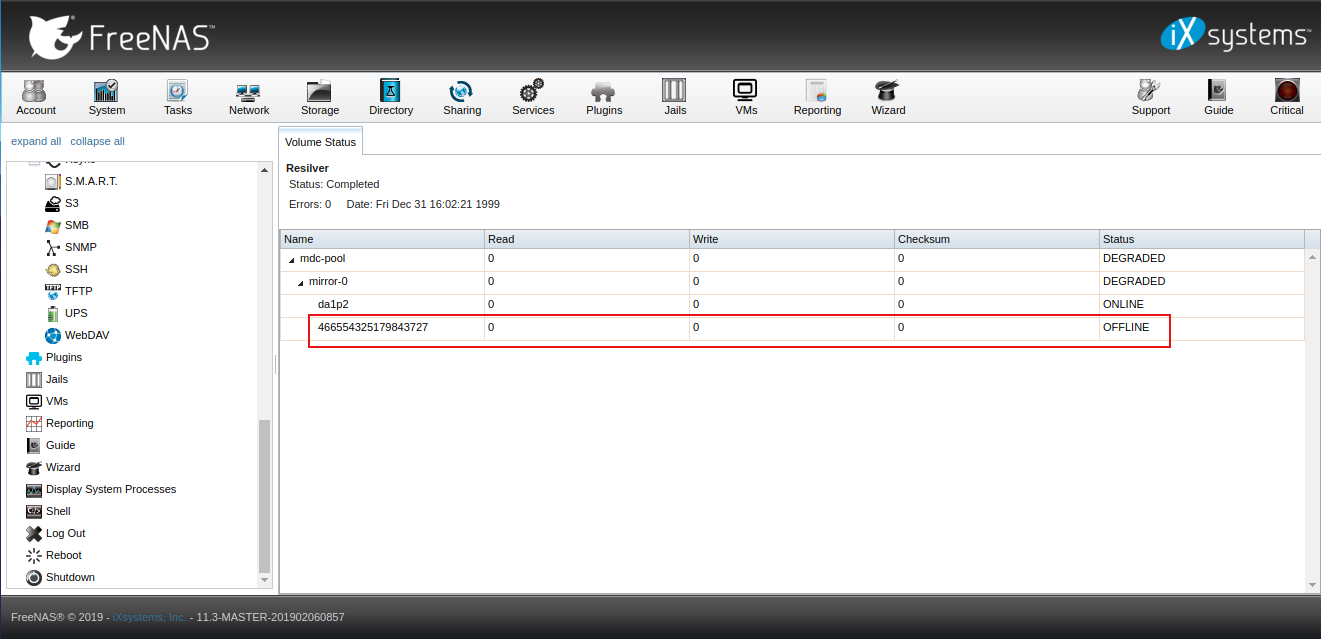 FreeNAS™
iXsystems™
Account System Tasks Network Storage Directory Sharing Services Plugins Jails VMs Reporting Wizard Support Guide Critical
expand all collapse all
S.M.A.R.T.
S3
SMB
SNMP
SSH
TFTP
UPS
WebDAV
Plugins
Jails
VMs
Reporting
Guide
Wizard
Display System Processes
Shell
Log Out
Reboot
Shutdown
Volume Status
Resilver
Status: Completed
Errors: 0 Date: Fri Dec 31 16:02:21 1999
Name Read Write Checksum Status
mdc-pool 0 0 0 DEGRADED
mirror-0 0 0 0 DEGRADED
da1p2 0 0 0 ONLINE
466554325179843727 0 0 0 OFFLINE
FreeNAS® © 2019 - iXsystems, Inc. - 11.3-MASTER-201902060857